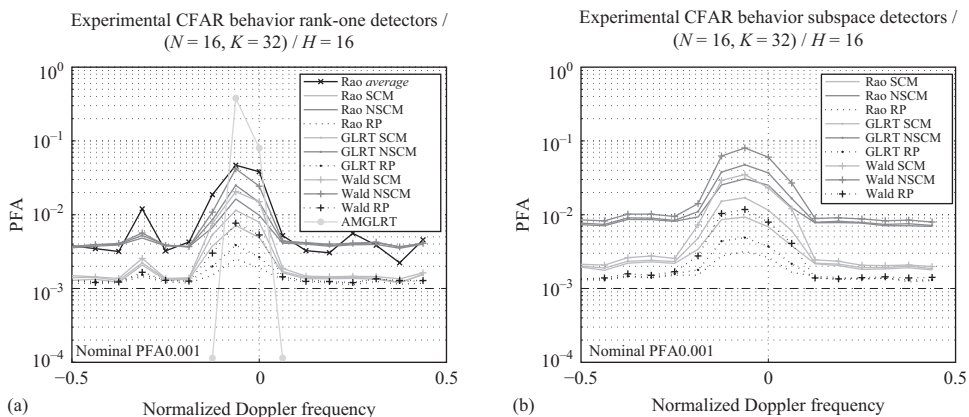 Experimental CFAR behavior rank-one detectors /
(N = 16, K = 32) / H = 16
10^0
10^−1
10^−2
10^−3
10^−4
PFA
Rao average
Rao SCM
Rao NSCM
Rao RP
GLRT SCM
GLRT NSCM
GLRT RP
Wald SCM
Wald NSCM
Wald RP
AMGLRT
Nominal PFA0.001
−0.5
0
0.5
(a)
Normalized Doppler frequency
Experimental CFAR behavior subspace detectors /
(N = 16, K = 32) / H = 16
10^0
10^−1
10^−2
10^−3
10^−4
PFA
Rao SCM
Rao NSCM
Rao RP
GLRT SCM
GLRT NSCM
GLRT RP
Wald SCM
Wald NSCM
Wald RP
Nominal PFA0.001
−0.5
0
0.5
(b)
Normalized Doppler frequency